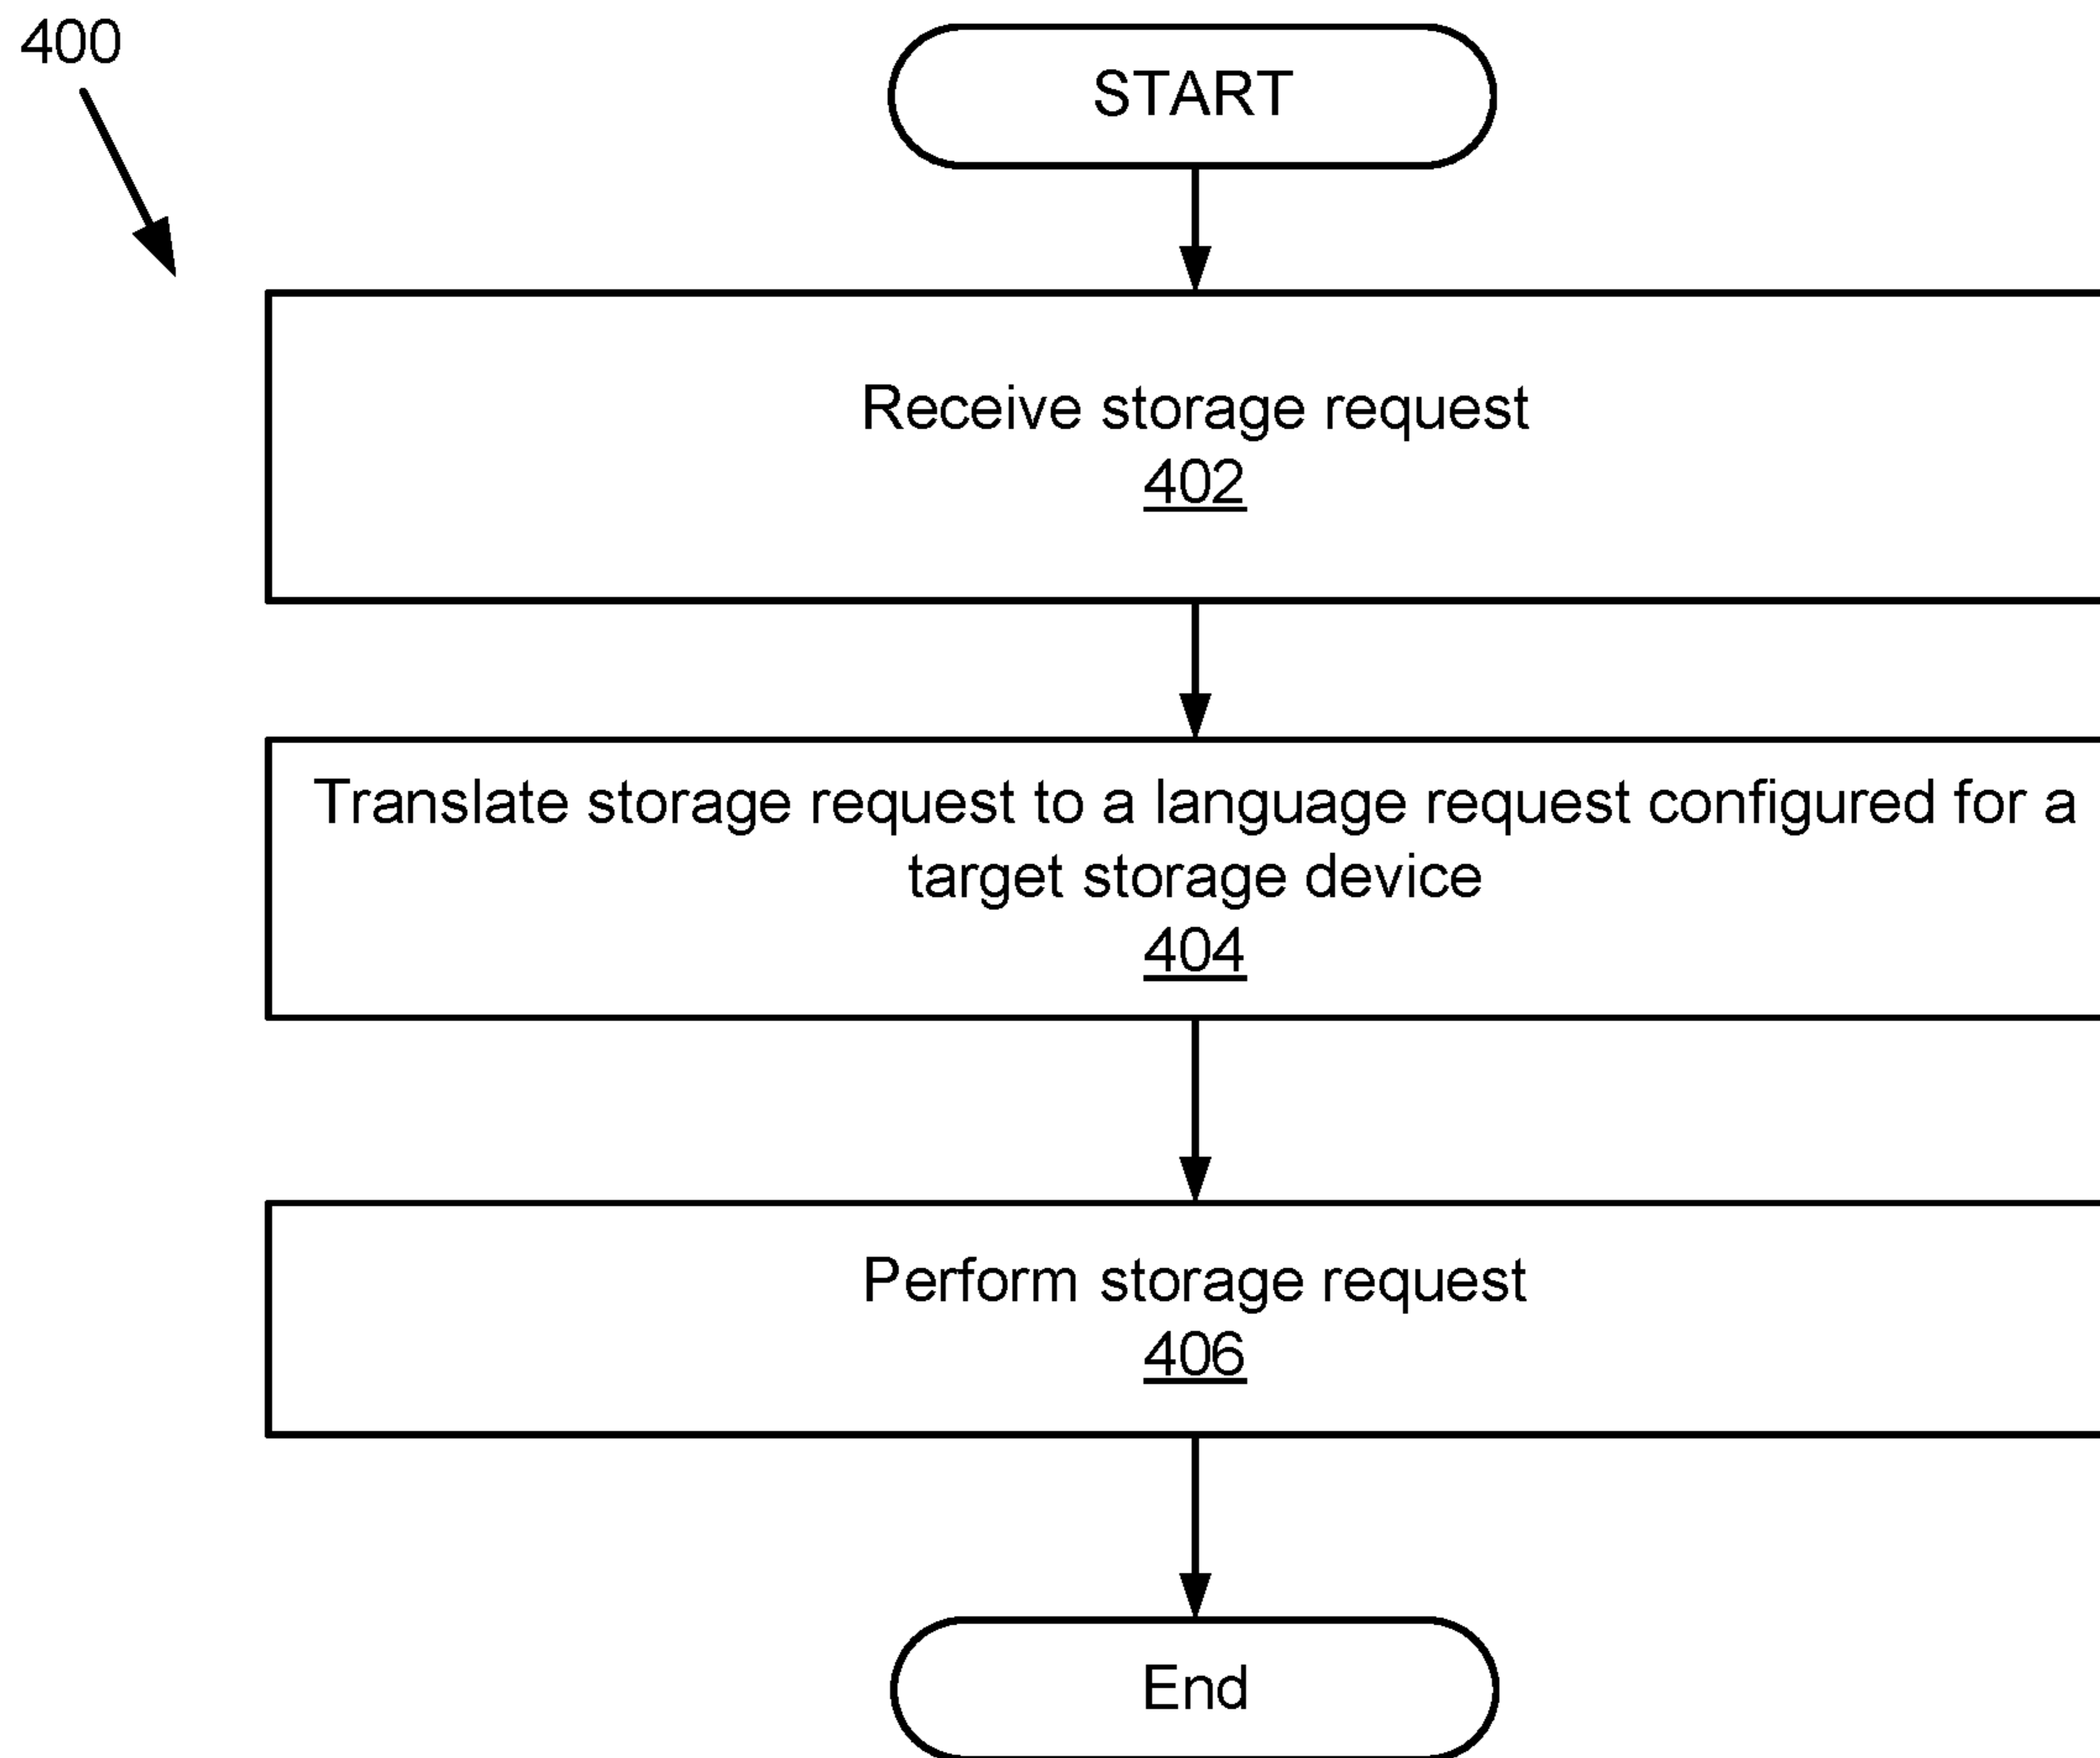 400
START
Receive storage request
402
Translate storage request to a language request configured for a
target storage device
404
Perform storage request
406
End